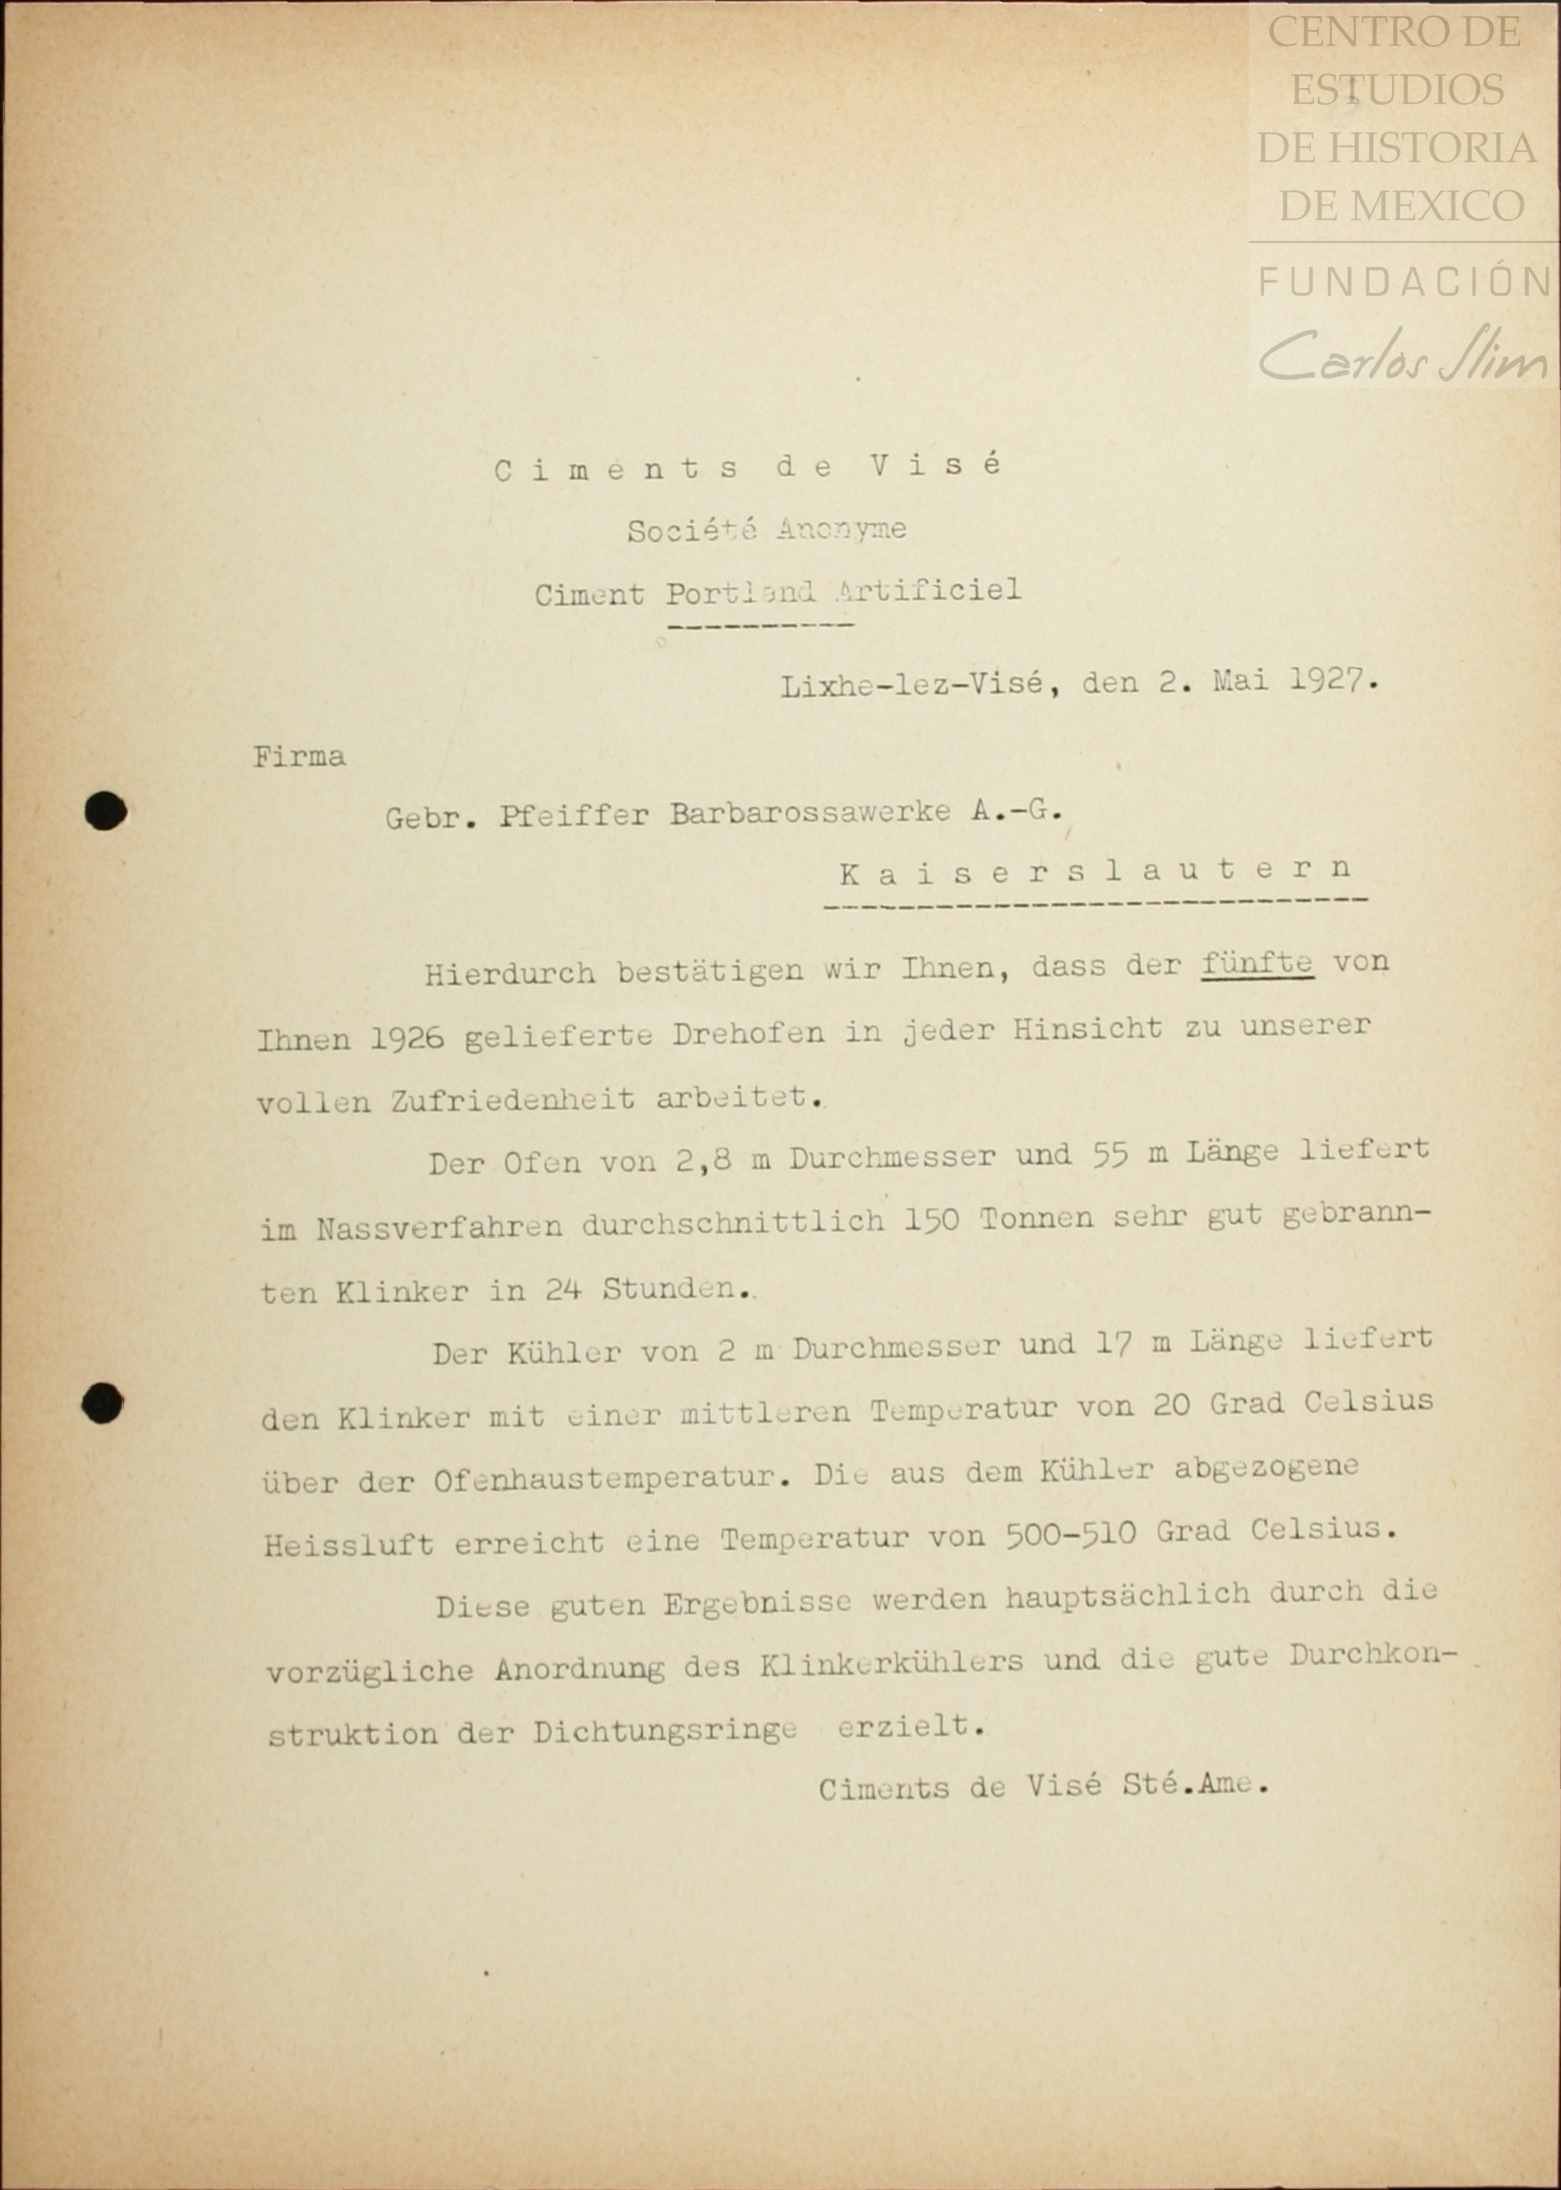 CENTRO DE
ESTUDIOS
DE HISTORIA
DE MEXICO
FUNDACIÓN
Carlos Slim
Ciments de Visé
Société Anonyme
Ciment Portland Artificiel
Lixhe-lez-Visé, den 2. Mai 1927.
Firma
Gebr. Pfeiffer Barbarossawerke A.-G.
Kaiserslautern
Hierdurch bestätigen wir Ihnen, dass der fünfte von
Ihnen 1926 gelieferte Drehofen in jeder Hinsicht zu unserer
vollen Zufriedenheit arbeitet.
Der Ofen von 2,8 m Durchmesser und 55 m Länge liefert
im Nassverfahren durchschnittlich 150 Tonnen sehr gut gebrann-
ten Klinker in 24 Stunden.
Der Kühler von 2 m Durchmesser und 17 m Länge liefert
den Klinker mit einer mittleren Temperatur von 20 Grad Celsius
über der Ofenhaustemperatur. Die aus dem Kühler abgezogene
Heissluft erreicht eine Temperatur von 500-510 Grad Celsius.
Diese guten Ergebnisse werden hauptsächlich durch die
vorzügliche Anordnung des Klinkerkühlers und die gute Durchkon-
struktion der Dichtungsringe erzielt.
Ciments de Visé Sté.Ame.